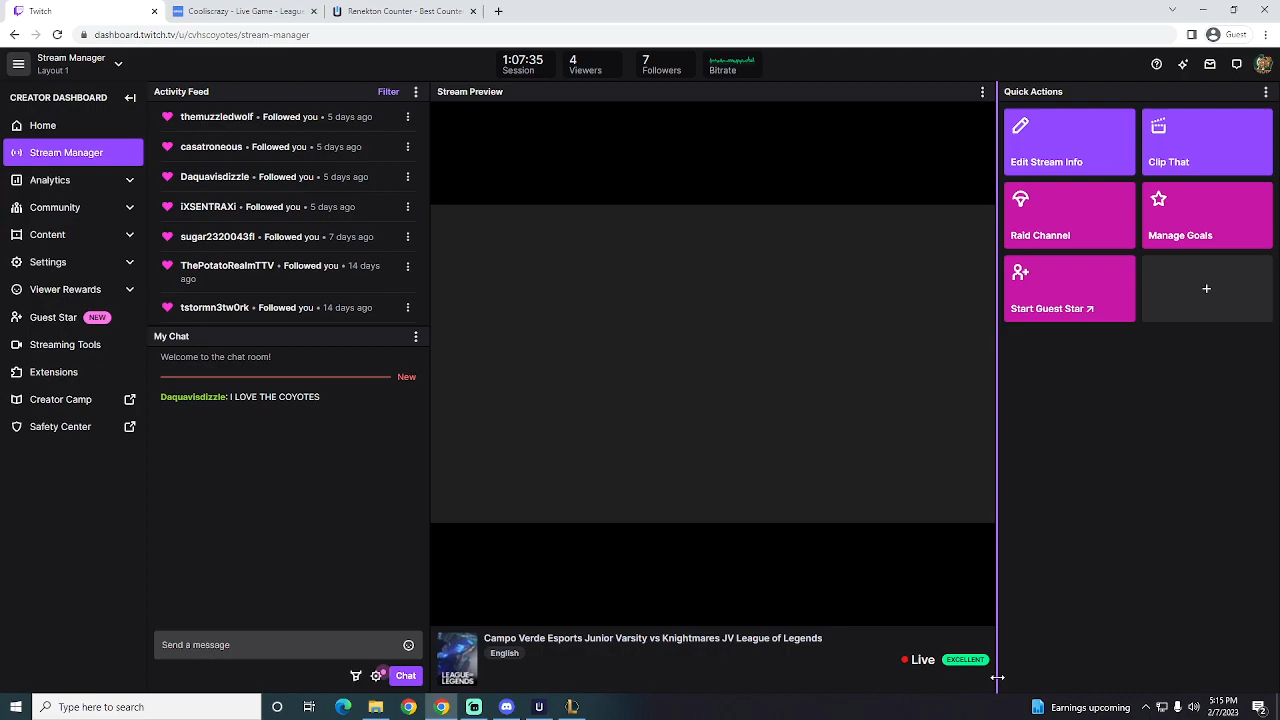 Twitch
Cooliscrazy - Live Game - Leagu
Renekton Counter - Best Counte
dashboard.twitch.tv/u/cvhscoyotes/stream-manager
Guest
Stream Manager
Layout 1
1:07:35
Session
4
Viewers
7
Followers
Bitrate
CREATOR DASHBOARD
Home
Stream Manager
Analytics
Community
Content
Settings
Viewer Rewards
Guest Star NEW
Streaming Tools
Extensions
Creator Camp
Safety Center
Activity Feed
Filter
themuzzledwolf • Followed you • 5 days ago
casatroneous • Followed you • 5 days ago
Daquavisdizzle • Followed you • 5 days ago
iXSENTRAXi • Followed you • 5 days ago
sugar2320043fl • Followed you • 7 days ago
ThePotatoRealmTTV • Followed you • 14 days
ago
tstormn3tw0rk • Followed you • 14 days ago
My Chat
Welcome to the chat room!
New
Daquavisdizzle: I LOVE THE COYOTES
Send a message
Chat
Stream Preview
LEAGUE OF
LEGENDS
Campo Verde Esports Junior Varsity vs Knightmares JV League of Legends
English
Live
EXCELLENT
Quick Actions
Edit Stream Info
Clip That
Raid Channel
Manage Goals
Start Guest Star
Type here to search
Earnings upcoming
5:15 PM
2/7/2023